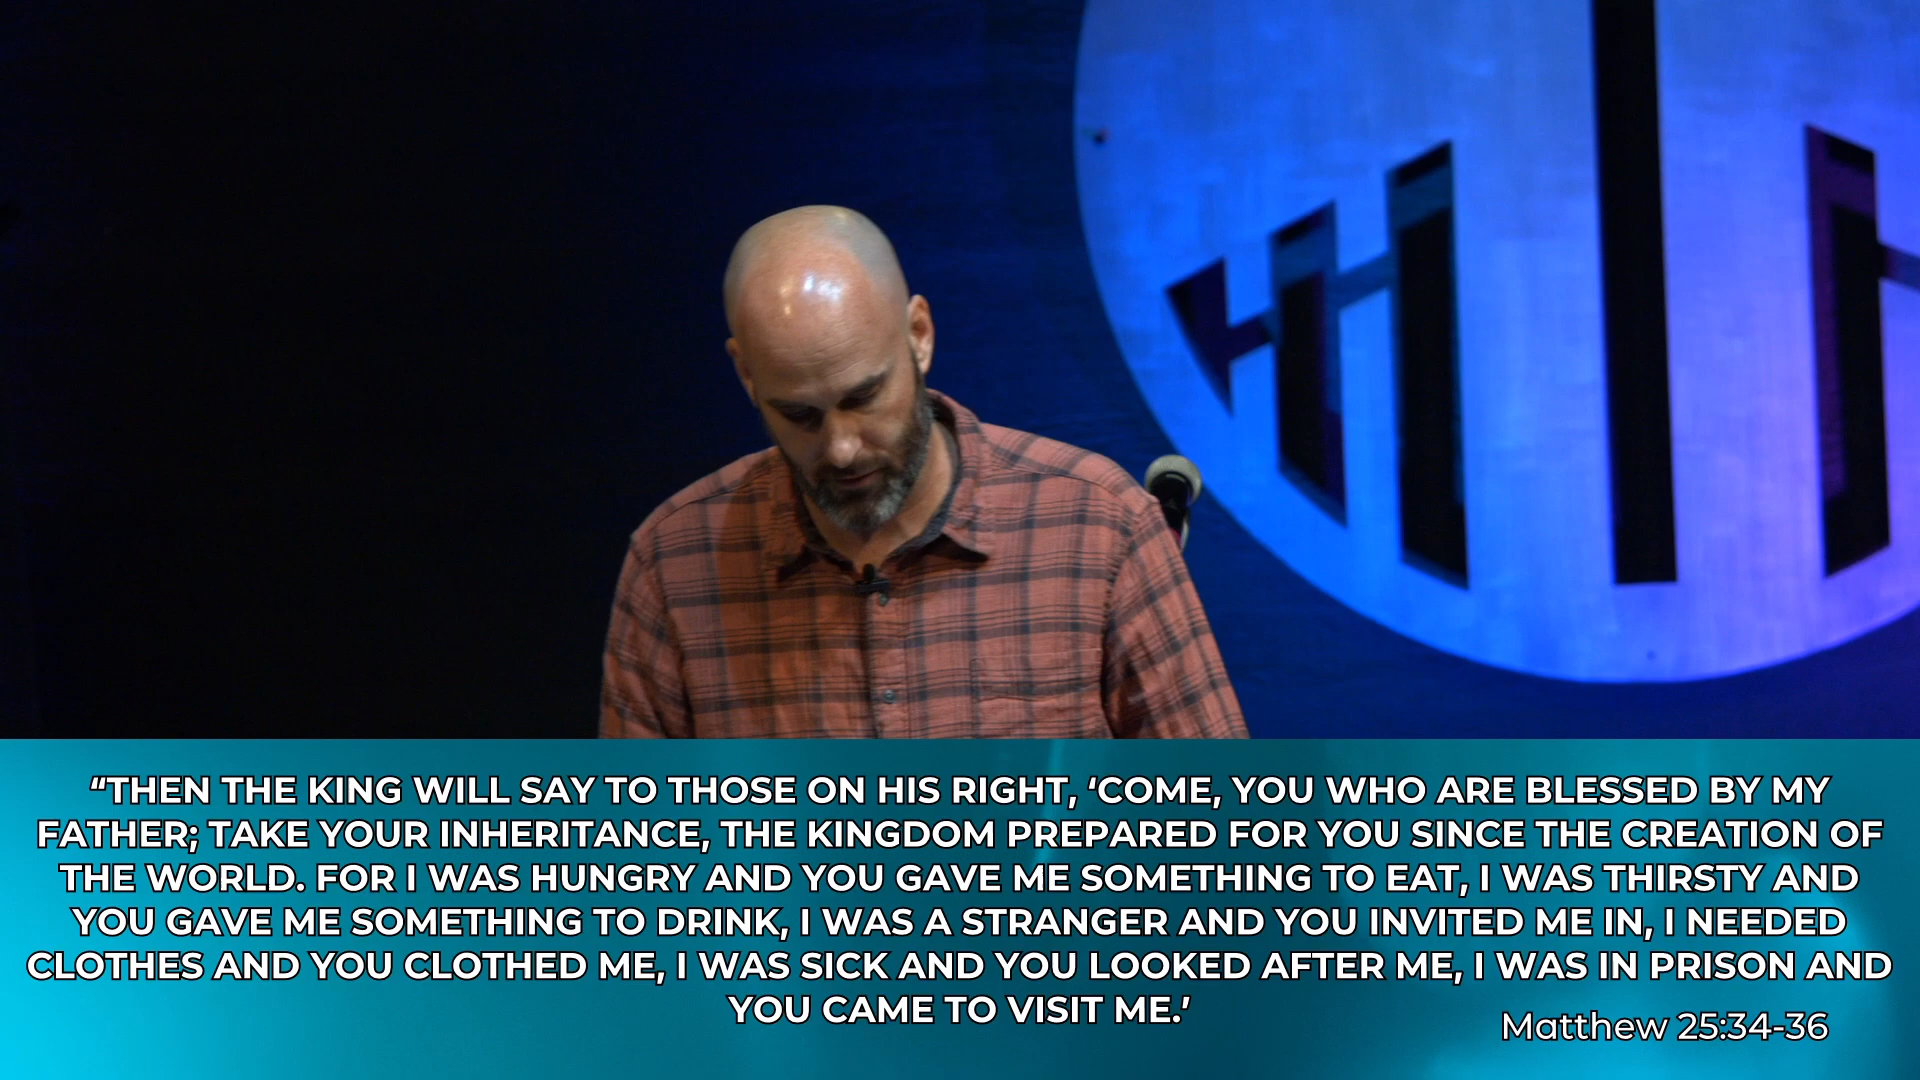 “THEN THE KING WILL SAY TO THOSE ON HIS RIGHT, ‘COME, YOU WHO ARE BLESSED BY MY
FATHER; TAKE YOUR INHERITANCE, THE KINGDOM PREPARED FOR YOU SINCE THE CREATION OF
THE WORLD. FOR I WAS HUNGRY AND YOU GAVE ME SOMETHING TO EAT, I WAS THIRSTY AND
YOU GAVE ME SOMETHING TO DRINK, I WAS A STRANGER AND YOU INVITED ME IN, I NEEDED
CLOTHES AND YOU CLOTHED ME, I WAS SICK AND YOU LOOKED AFTER ME, I WAS IN PRISON AND
YOU CAME TO VISIT ME.’
Matthew 25:34-36